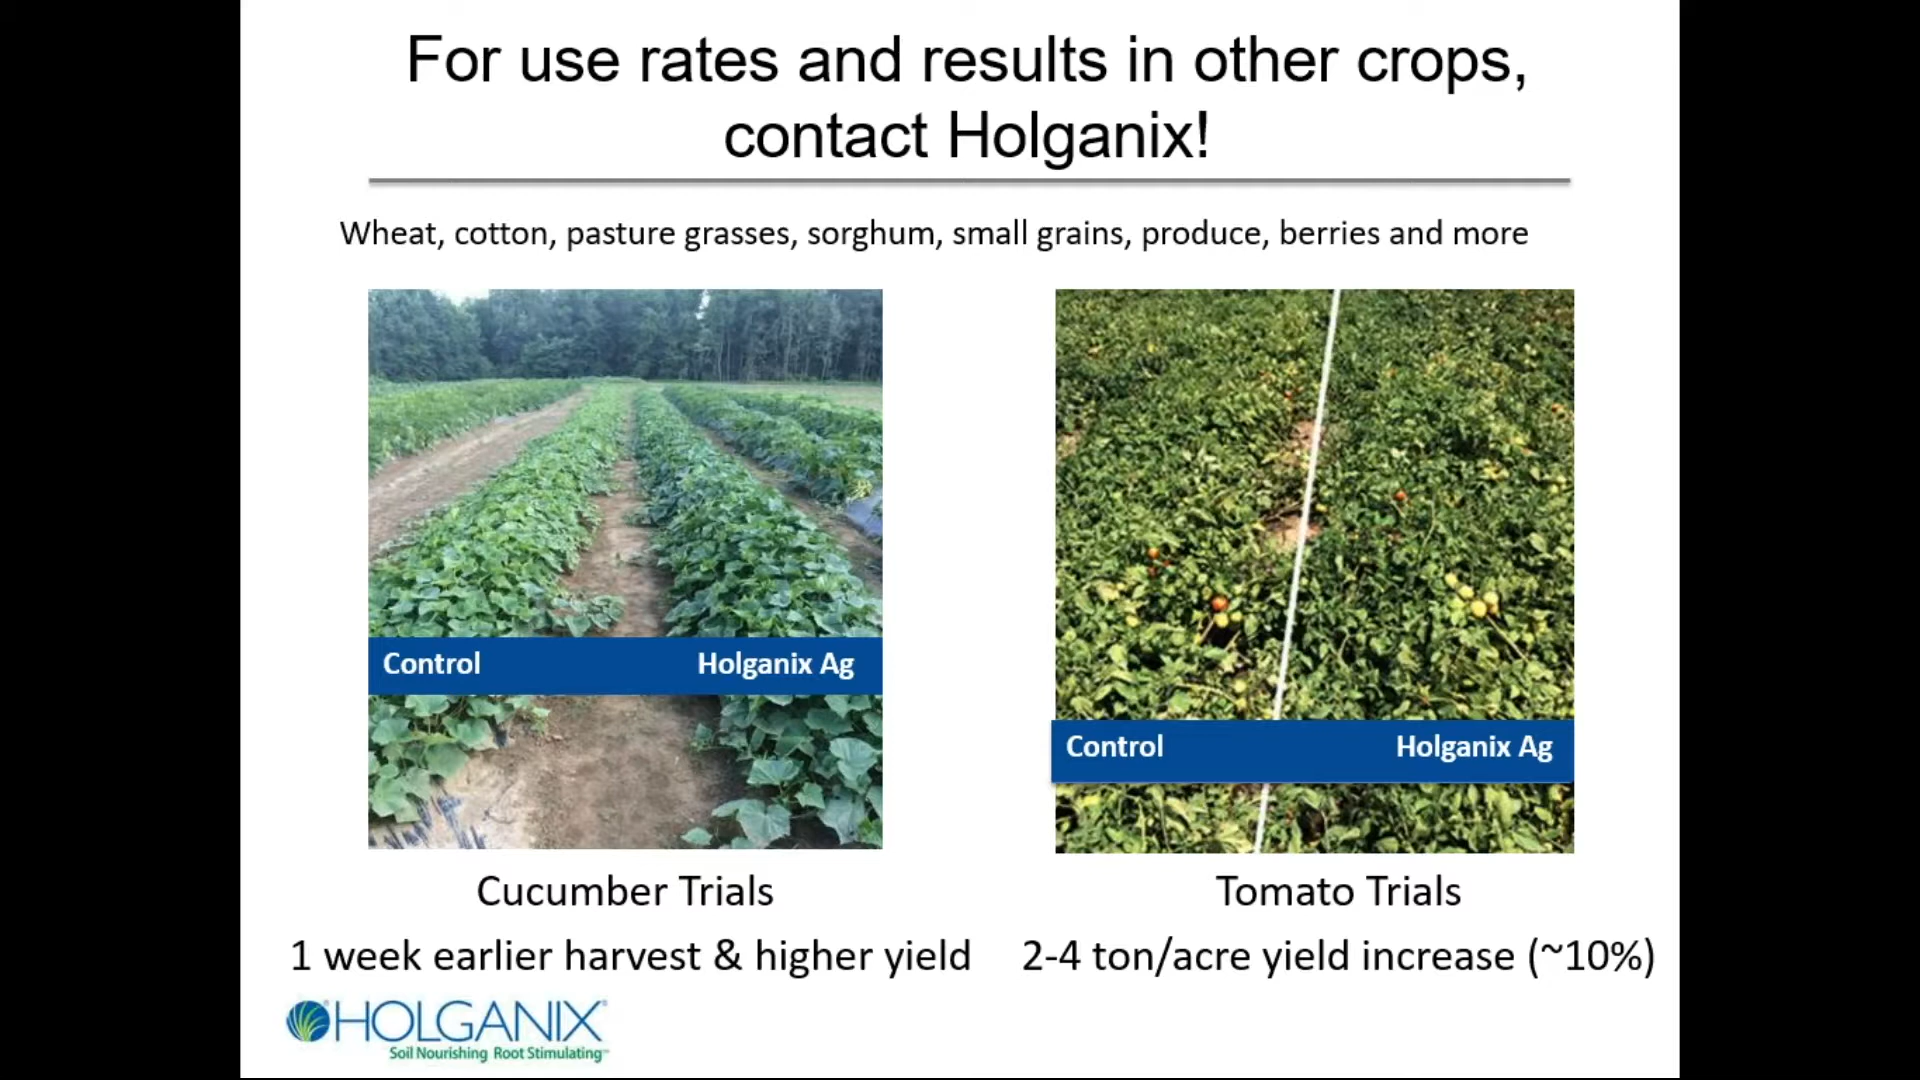 For use rates and results in other crops,
contact Holganix!
Wheat, cotton, pasture grasses, sorghum, small grains, produce, berries and more
Control Holganix Ag
Control Holganix Ag
Cucumber Trials
1 week earlier harvest & higher yield
Tomato Trials
2-4 ton/acre yield increase (~10%)
HOLGANIX®
Soil Nourishing Root Stimulating™